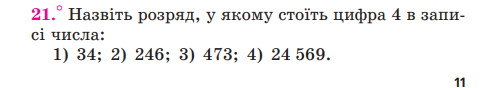 21.° Назвіть розряд, у якому стоїть цифра 4 в запи-
сі числа:
1) 34; 2) 246; 3) 473; 4) 24 569.
11